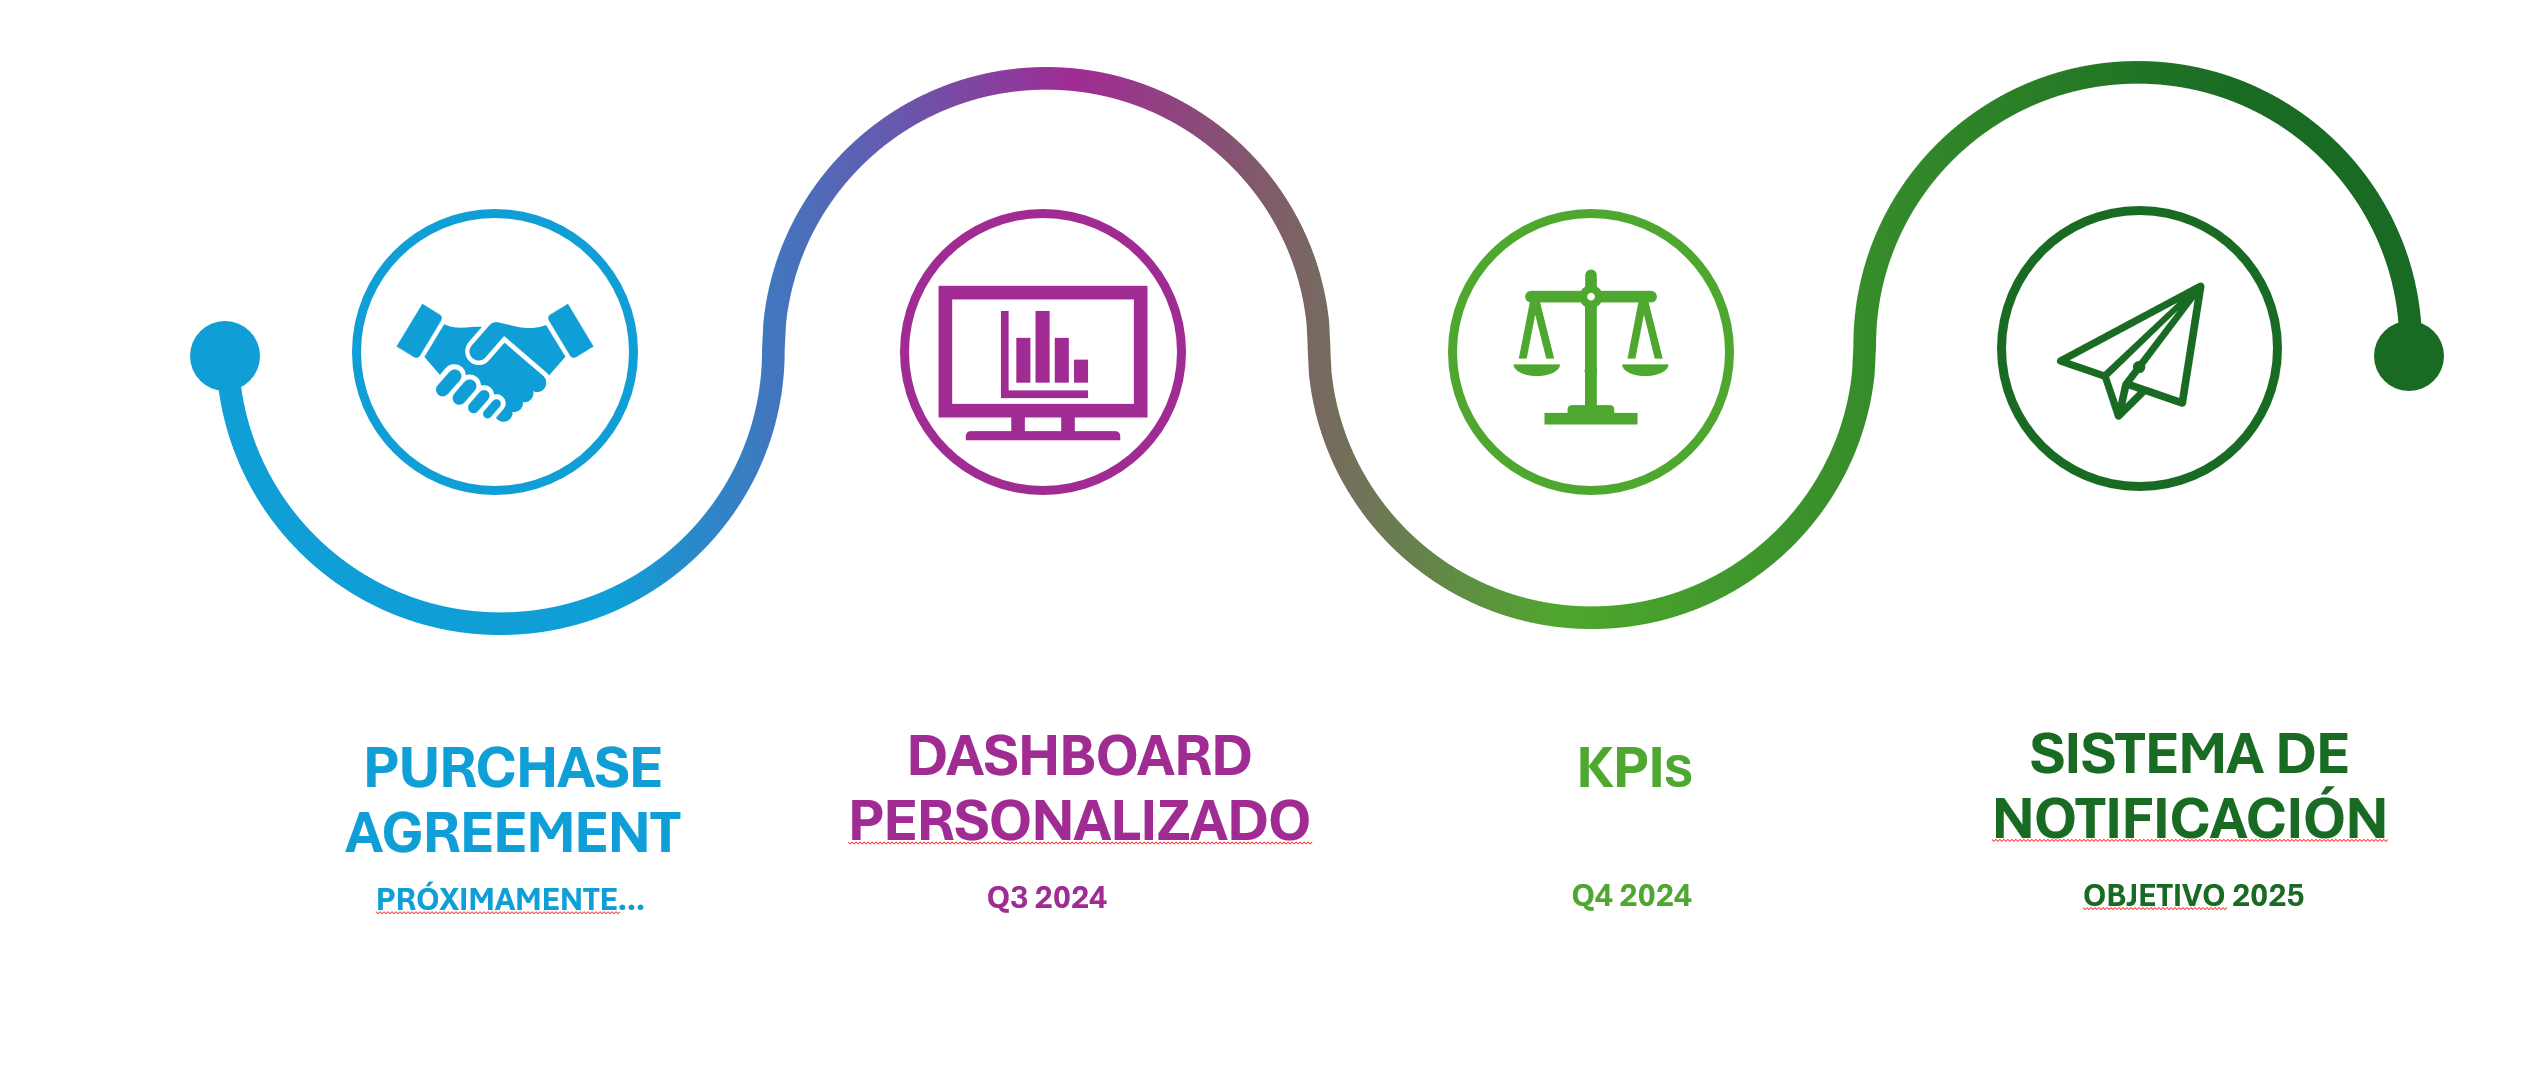 PURCHASE
AGREEMENT
PRÓXIMAMENTE...
DASHBOARD
PERSONALIZADO
Q3 2024
KPIs
Q4 2024
SISTEMA DE
NOTIFICACIÓN
OBJETIVO 2025